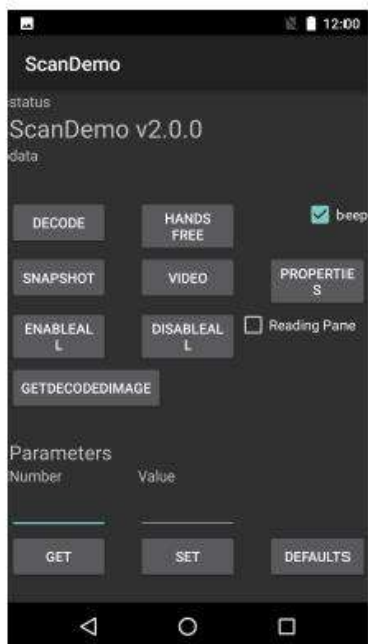 12:00
ScanDemo
status
ScanDemo v2.0.0
data
DECODE
HANDS
FREE
beep
SNAPSHOT
VIDEO
PROPERTIE
S
ENABLEAL
L
DISABLEAL
L
Reading Pane
GETDECODEDIMAGE
Parameters
Number Value
GET SET DEFAULTS